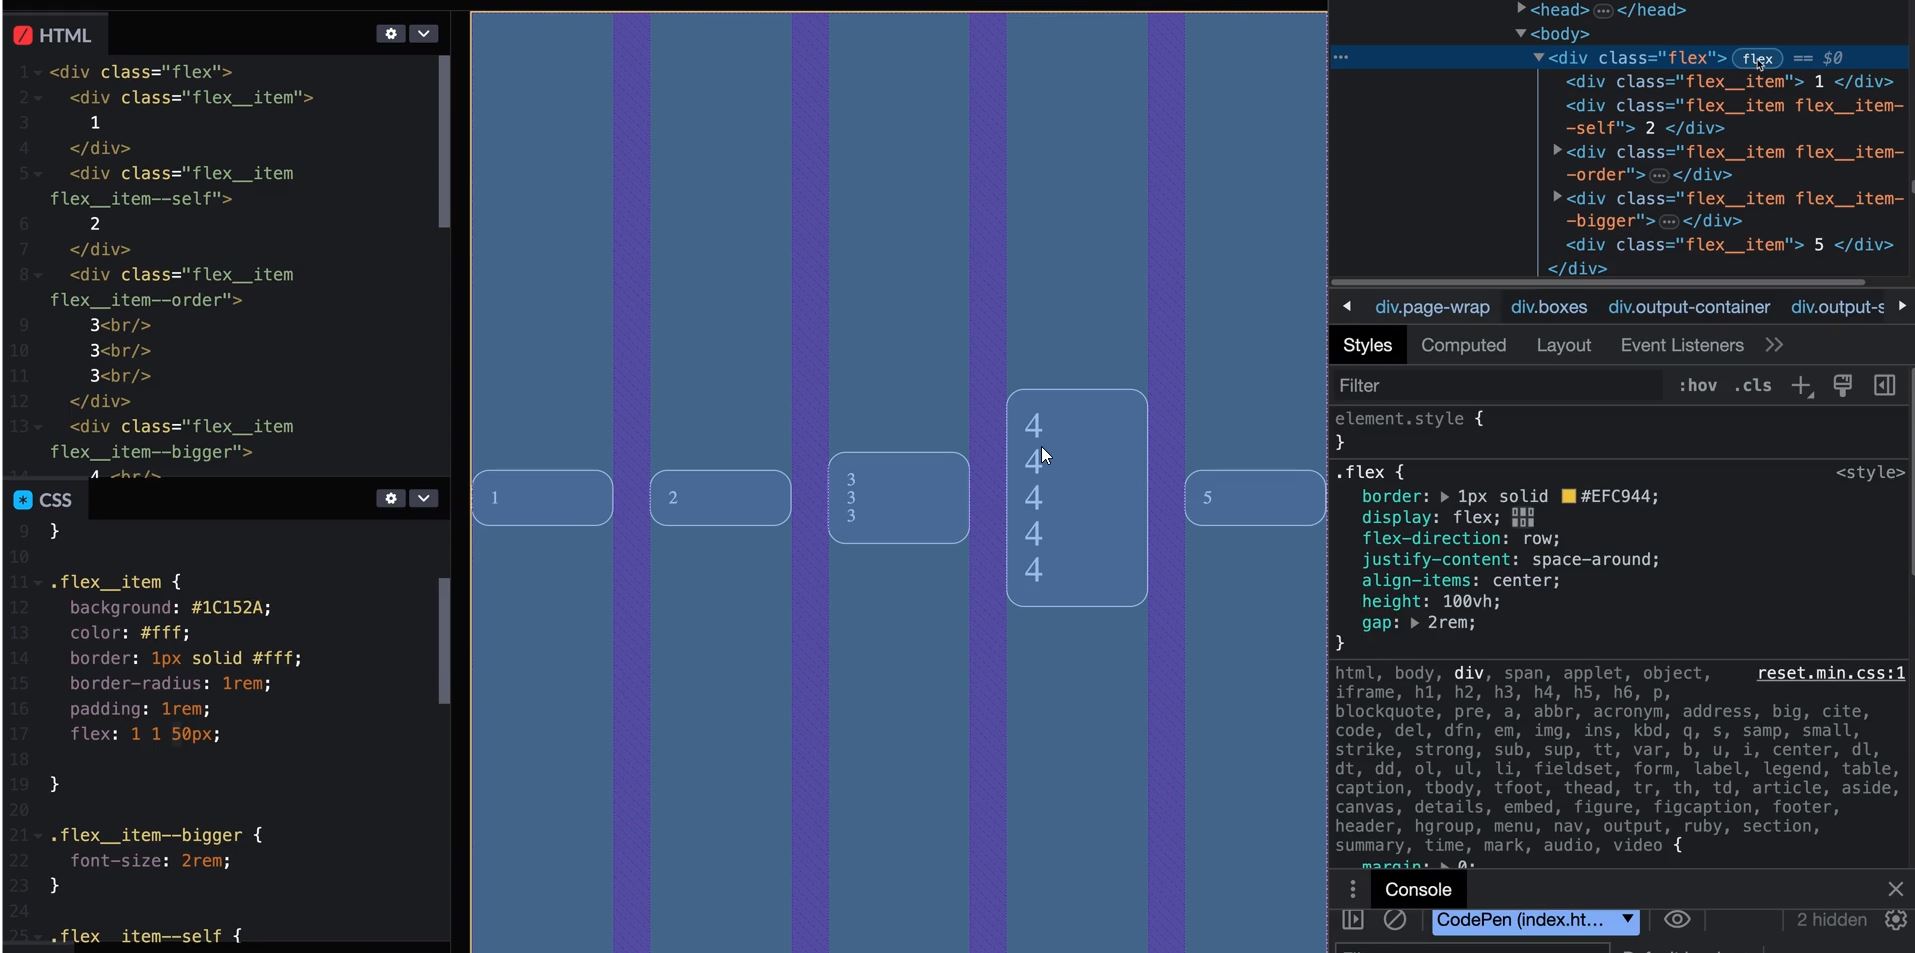 HTML
1 <div class="flex">
2 <div class="flex__item">
3 1
4 </div>
5 <div class="flex__item
flex__item--self">
6 2
7 </div>
8 <div class="flex__item
flex__item--order">
9 3<br/>
10 3<br/>
11 3<br/>
12 </div>
13 <div class="flex__item
flex__item--bigger">
14 4 <br/>
CSS
9 }
10
11 .flex__item {
12 background: #1C152A;
13 color: #fff;
14 border: 1px solid #fff;
15 border-radius: 1rem;
16 padding: 1rem;
17 flex: 1 1 50px;
18
19 }
20
21 .flex__item--bigger {
22 font-size: 2rem;
23 }
24
25 .flex__item--self {
1
2
3
3
3
4
4
4
4
4
5
<head> ··· </head>
<body>
··· <div class="flex"> flex == $0
<div class="flex__item"> 1 </div>
<div class="flex__item flex__item-
-self"> 2 </div>
<div class="flex__item flex__item-
-order"> ··· </div>
<div class="flex__item flex__item-
-bigger"> ··· </div>
<div class="flex__item"> 5 </div>
</div>
div.page-wrap div.boxes div.output-container div.output-s
Styles Computed Layout Event Listeners
Filter :hov .cls
element.style {
}
.flex { <style>
border: 1px solid #EFC944;
display: flex;
flex-direction: row;
justify-content: space-around;
align-items: center;
height: 100vh;
gap: 2rem;
}
html, body, div, span, applet, object, reset.min.css:1
iframe, h1, h2, h3, h4, h5, h6, p,
blockquote, pre, a, abbr, acronym, address, big, cite,
code, del, dfn, em, img, ins, kbd, q, s, samp, small,
strike, strong, sub, sup, tt, var, b, u, i, center, dl,
dt, dd, ol, ul, li, fieldset, form, label, legend, table,
caption, tbody, tfoot, thead, tr, th, td, article, aside,
canvas, details, embed, figure, figcaption, footer,
header, hgroup, menu, nav, output, ruby, section,
summary, time, mark, audio, video {
margin: 0;
Console
CodePen (index.ht... 2 hidden